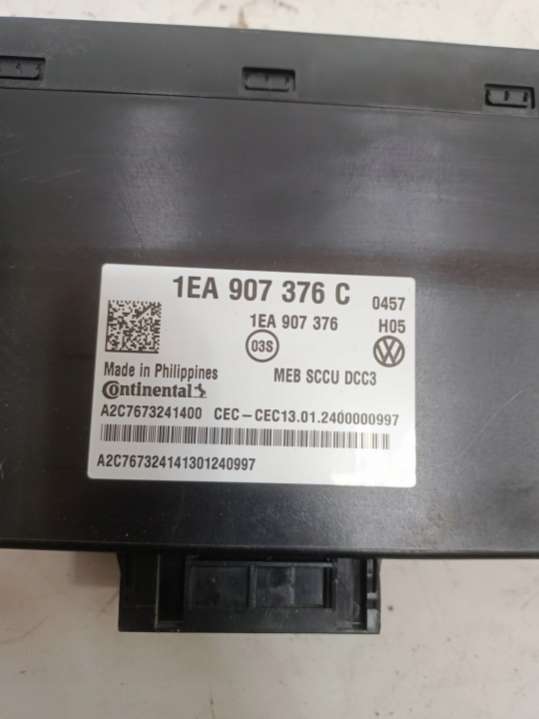 1EA 907 376 C 0457
1EA 907 376 H05
03S
Made in Philippines MEB SCCU DCC3
Continental
A2C7673241400 CEC-CEC13.01.2400000997
A2C767324141301240997